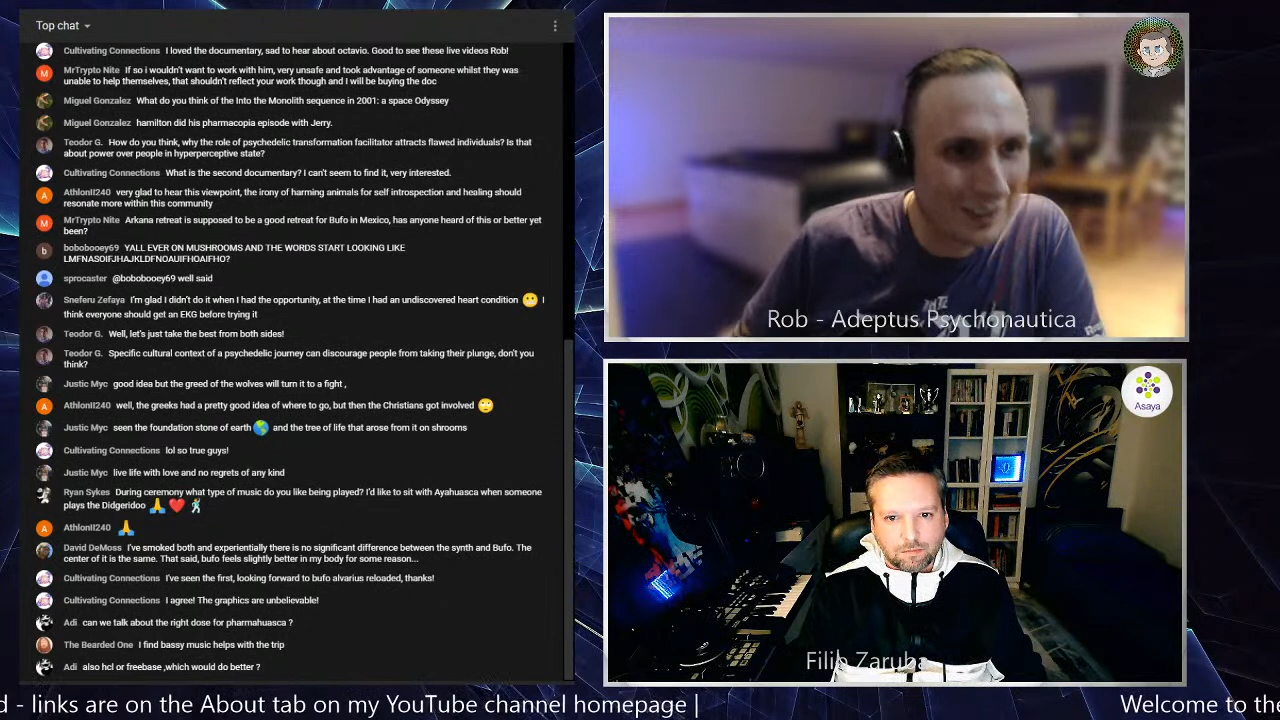 Top chat
Cultivating Connections I loved the documentary, sad to hear about octavio. Good to see these live videos Rob!
M MrTrypto Nite If so i wouldn't want to work with him, very unsafe and took advantage of someone whilst they was
unable to help themselves, that shouldn't reflect your work though and I will be buying the doc
Miguel Gonzalez What do you think of the Into the Monolith sequence in 2001: a space Odyssey
Miguel Gonzalez hamilton did his pharmacopia episode with Jerry.
Teodor G. How do you think, why the role of psychedelic transformation facilitator attracts flawed individuals? Is that
about power over people in hyperperceptive state?
Cultivating Connections What is the second documentary? I can't seem to find it, very interested.
A AthlonII240 very glad to hear this viewpoint, the irony of harming animals for self introspection and healing should
resonate more within this community
M MrTrypto Nite Arkana retreat is supposed to be a good retreat for Bufo in Mexico, has anyone heard of this or better yet
been?
b bobobooey69 YALL EVER ON MUSHROOMS AND THE WORDS START LOOKING LIKE
LMFNASOIFJHAJKLDFNOAUIFHOAIFHO?
sprocaster @bobobooey69 well said
Sneferu Zefaya I'm glad I didn't do it when I had the opportunity, at the time I had an undiscovered heart condition 😬 I
think everyone should get an EKG before trying it
Teodor G. Well, let's just take the best from both sides!
Teodor G. Specific cultural context of a psychedelic journey can discourage people from taking their plunge, don't you
think?
Justic Myc good idea but the greed of the wolves will turn it to a fight ,
A AthlonII240 well, the greeks had a pretty good idea of where to go, but then the Christians got involved 🙄
Justic Myc seen the foundation stone of earth🌎 and the tree of life that arose from it on shrooms
Cultivating Connections lol so true guys!
Justic Myc live life with love and no regrets of any kind
Ryan Sykes During ceremony what type of music do you like being played? I'd like to sit with Ayahuasca when someone
plays the Didgeridoo 🙏 ❤️ 🕺
A AthlonII240 🙏
David DeMoss I've smoked both and experientially there is no significant difference between the synth and Bufo. The
center of it is the same. That said, bufo feels slightly better in my body for some reason...
Cultivating Connections I've seen the first, looking forward to bufo alvarius reloaded, thanks!
Cultivating Connections I agree! The graphics are unbelievable!
Adi can we talk about the right dose for pharmahuasca ?
The Bearded One I find bassy music helps with the trip
Adi also hcl or freebase ,which would do better ?
Rob - Adeptus Psychonautica
Asaya
Filip Zaruba
d - links are on the About tab on my YouTube channel homepage |
Welcome to the